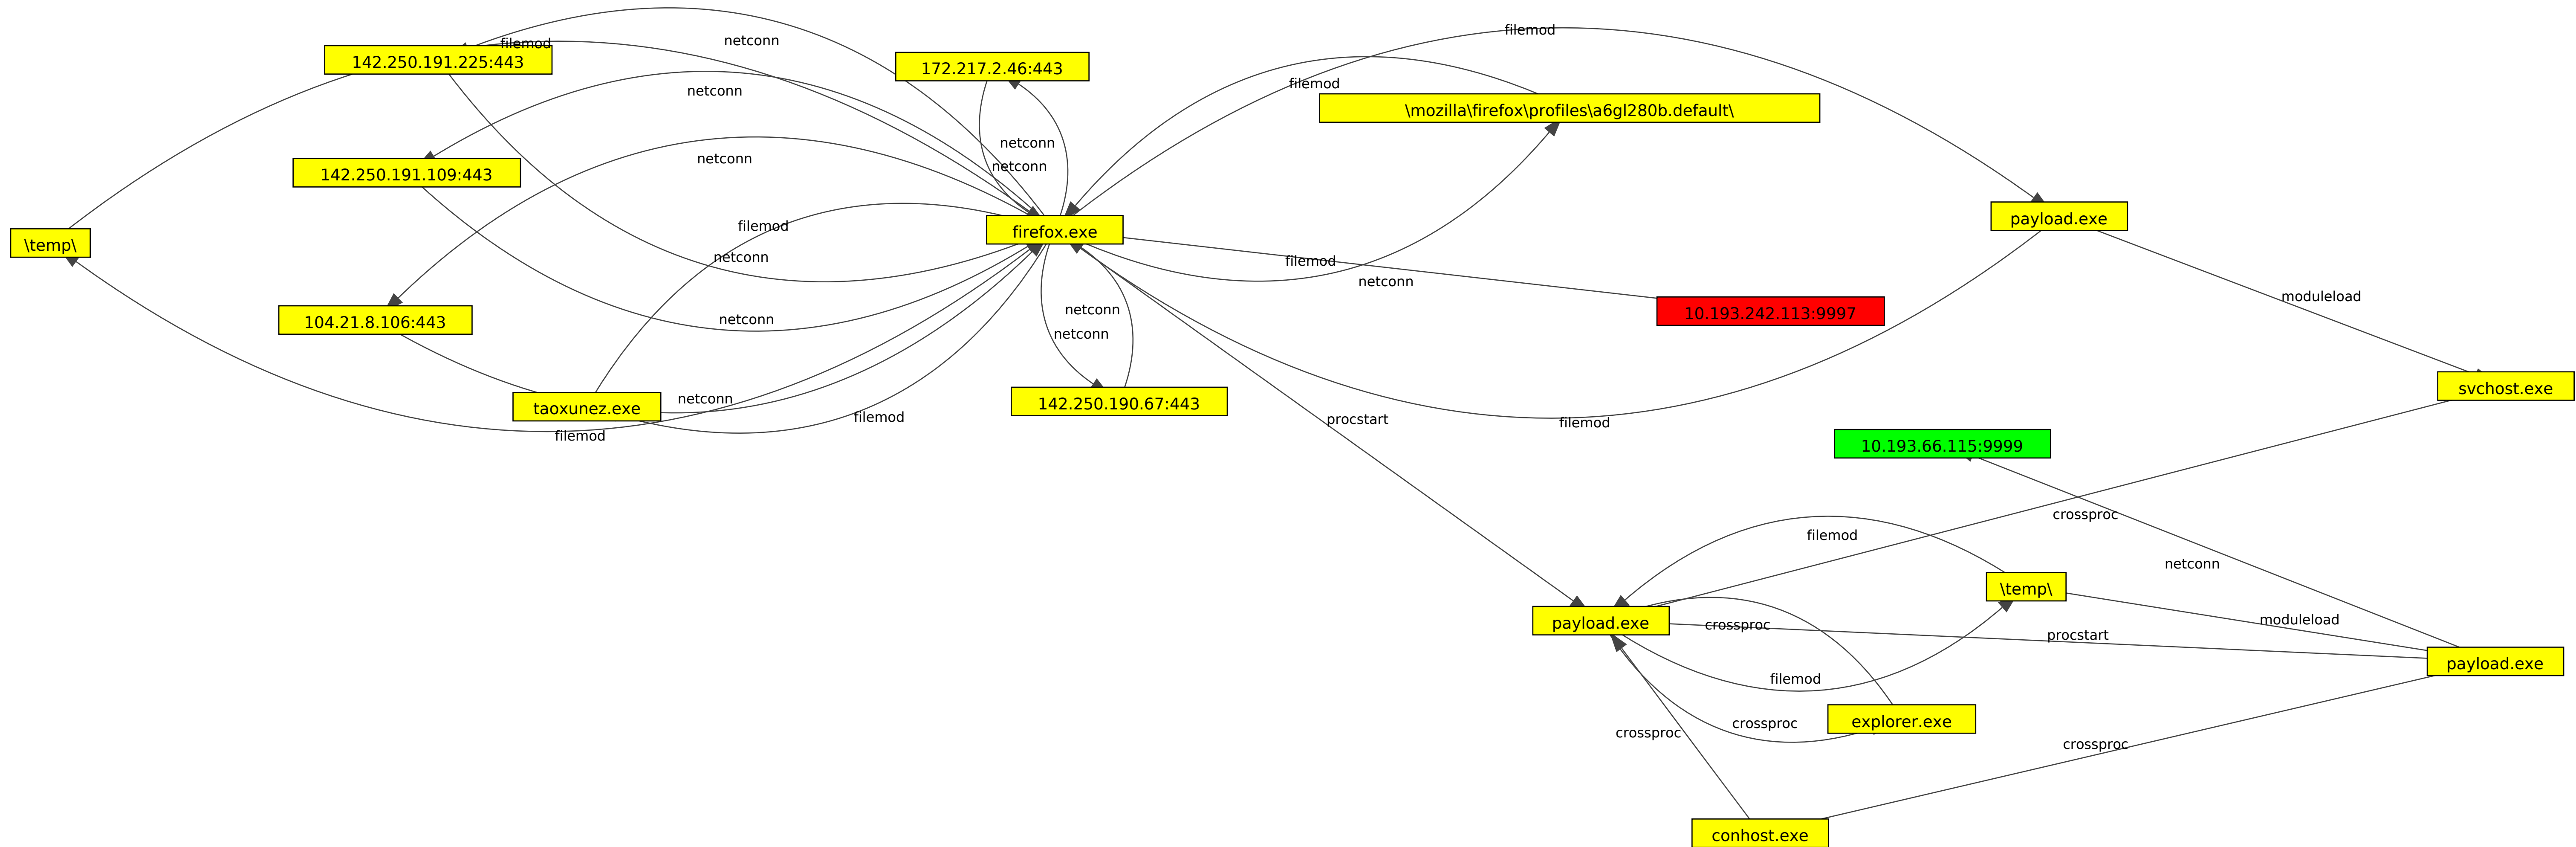 filemod
netconn
filemod
142.250.191.225:443
172.217.2.46:443
filemod
netconn
\mozilla\firefox\profiles\a6gl280b.default\
netconn
netconn
netconn
142.250.191.109:443
payload.exe
filemod
firefox.exe
\temp\
netconn
filemod
netconn
moduleload
netconn
10.193.242.113:9997
netconn
104.21.8.106:443
netconn
svchost.exe
netconn
142.250.190.67:443
taoxunez.exe
filemod
procstart
filemod
filemod
10.193.66.115:9999
crossproc
filemod
netconn
\temp\
moduleload
payload.exe
crossproc
procstart
payload.exe
filemod
explorer.exe
crossproc
crossproc
crossproc
conhost.exe